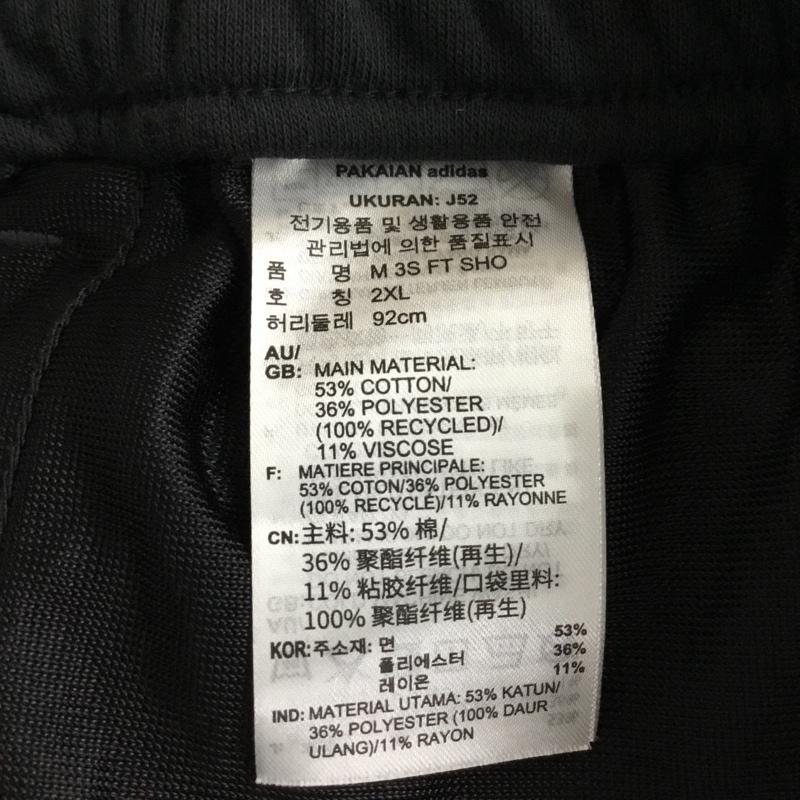 PAKAIAN adidas
UKURAN: J52
전기용품 및 생활용품 안전
관리법에 의한 품질표시
품 명 M 3S FT SHO
호 칭 2XL
허리둘레 92cm
AU/
GB: MAIN MATERIAL:
53% COTTON/
36% POLYESTER
(100% RECYCLED)/
11% VISCOSE
F: MATIERE PRINCIPALE:
53% COTON/36% POLYESTER
(100% RECYCLÉ)/11% RAYONNE
CN:主料: 53% 棉/
36% 聚酯纤维(再生)/
11% 粘胶纤维/口袋里料:
100% 聚酯纤维(再生)
KOR:주소재: 면 53%
폴리에스터 36%
레이온 11%
IND: MATERIAL UTAMA: 53% KATUN/
36% POLYESTER (100% DAUR
ULANG)/11% RAYON